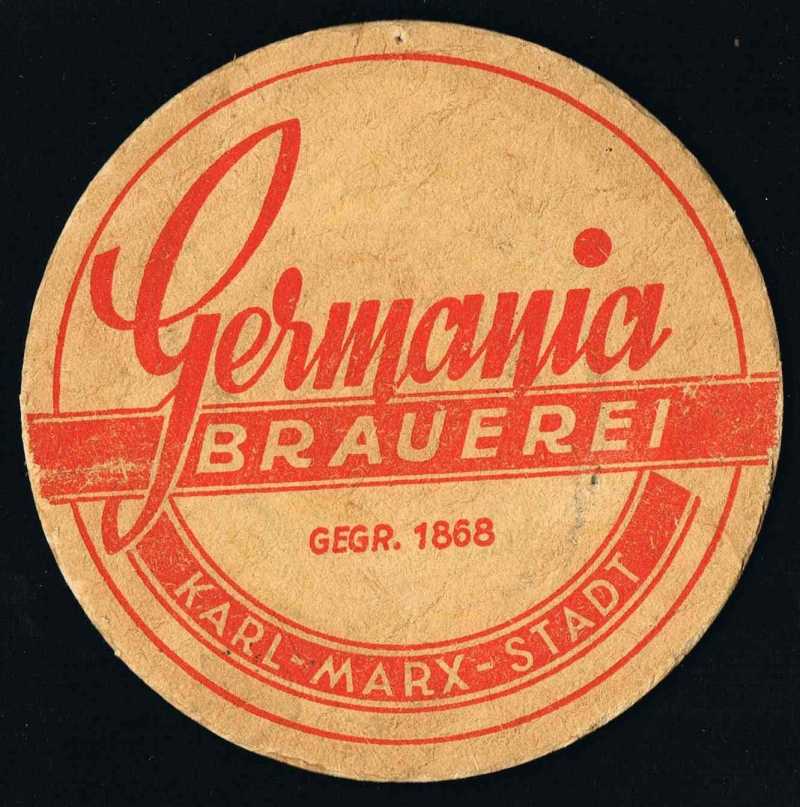 Germania
BRAUEREI
GEGR. 1868
KARL-MARX-STADT